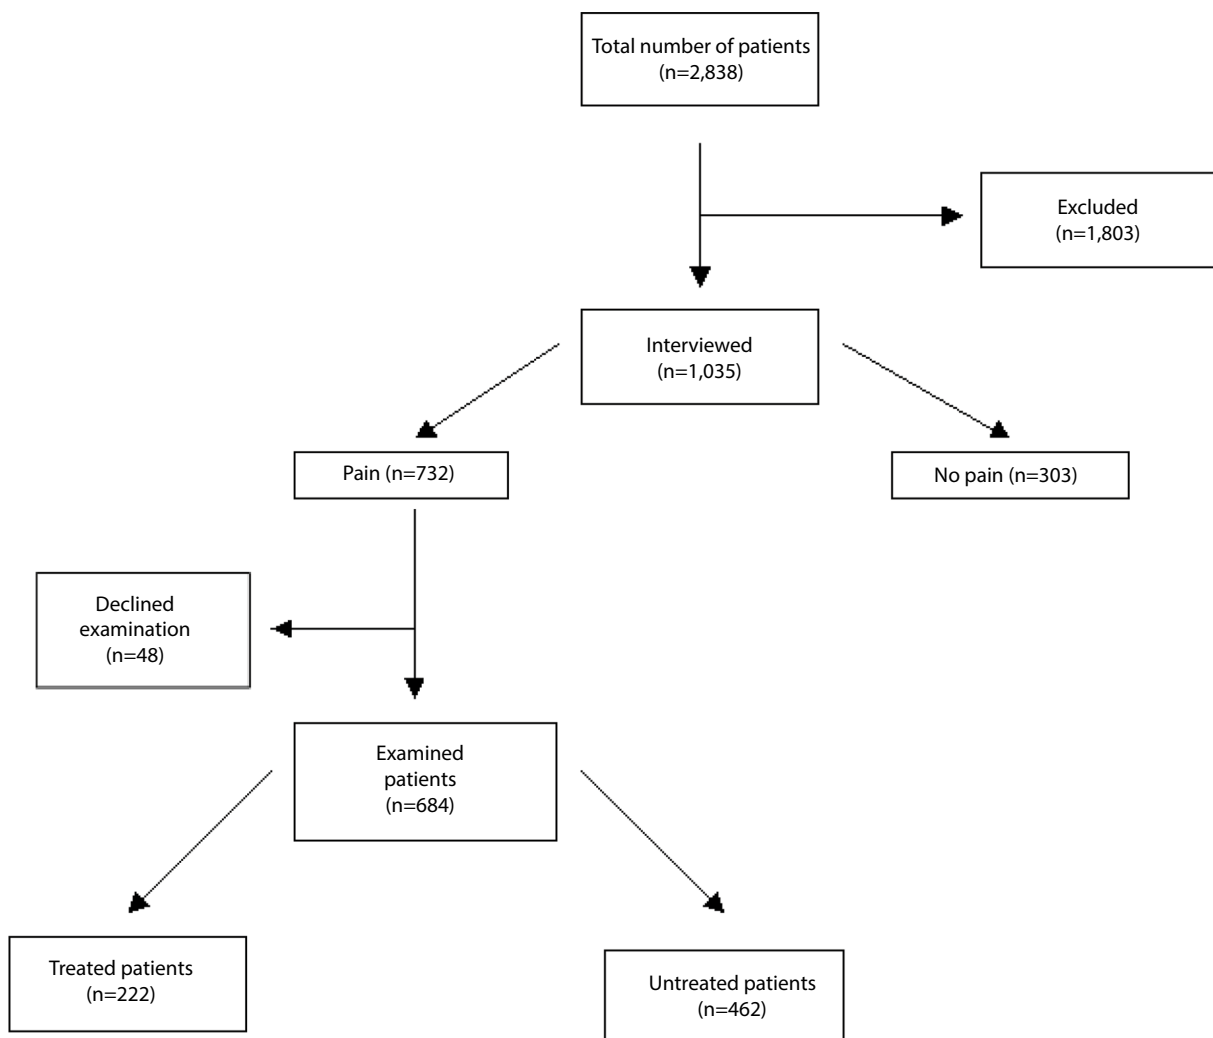 Total number of patients
(n=2,838)
Excluded
(n=1,803)
Interviewed
(n=1,035)
Pain (n=732)
No pain (n=303)
Declined
examination
(n=48)
Examined
patients
(n=684)
Treated patients
(n=222)
Untreated patients
(n=462)